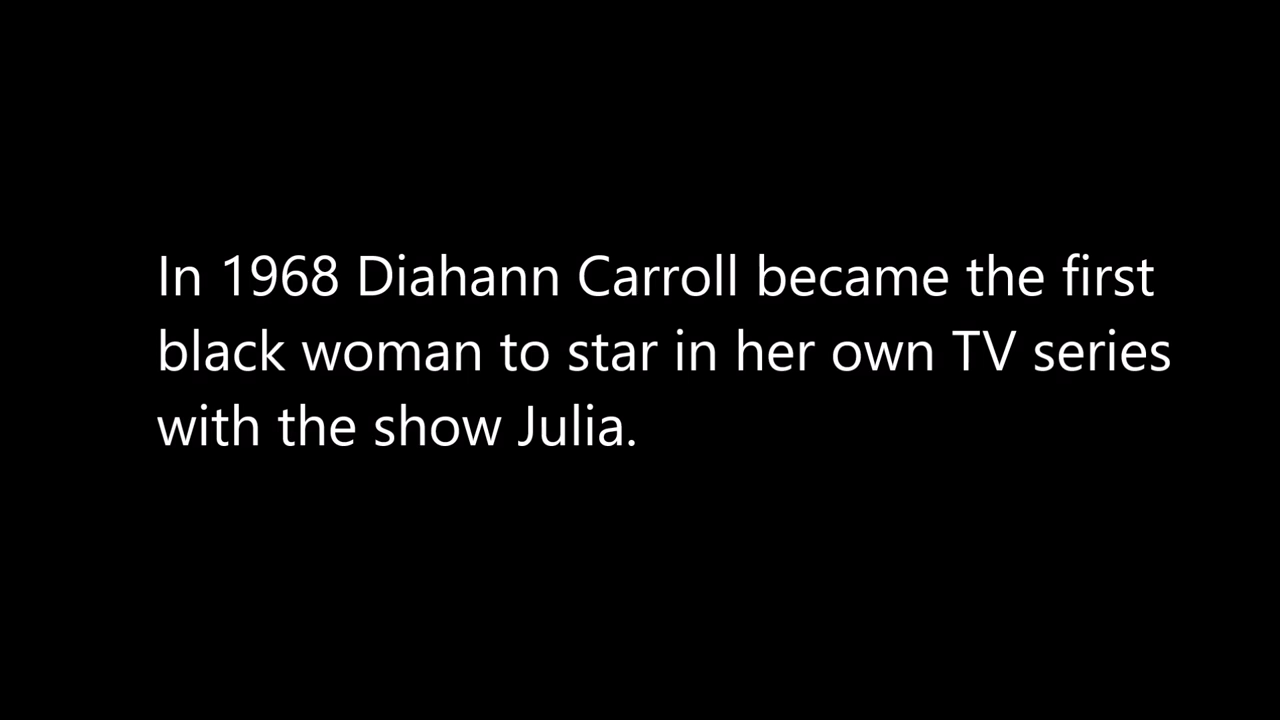 In 1968 Diahann Carroll became the first
black woman to star in her own TV series
with the show Julia.